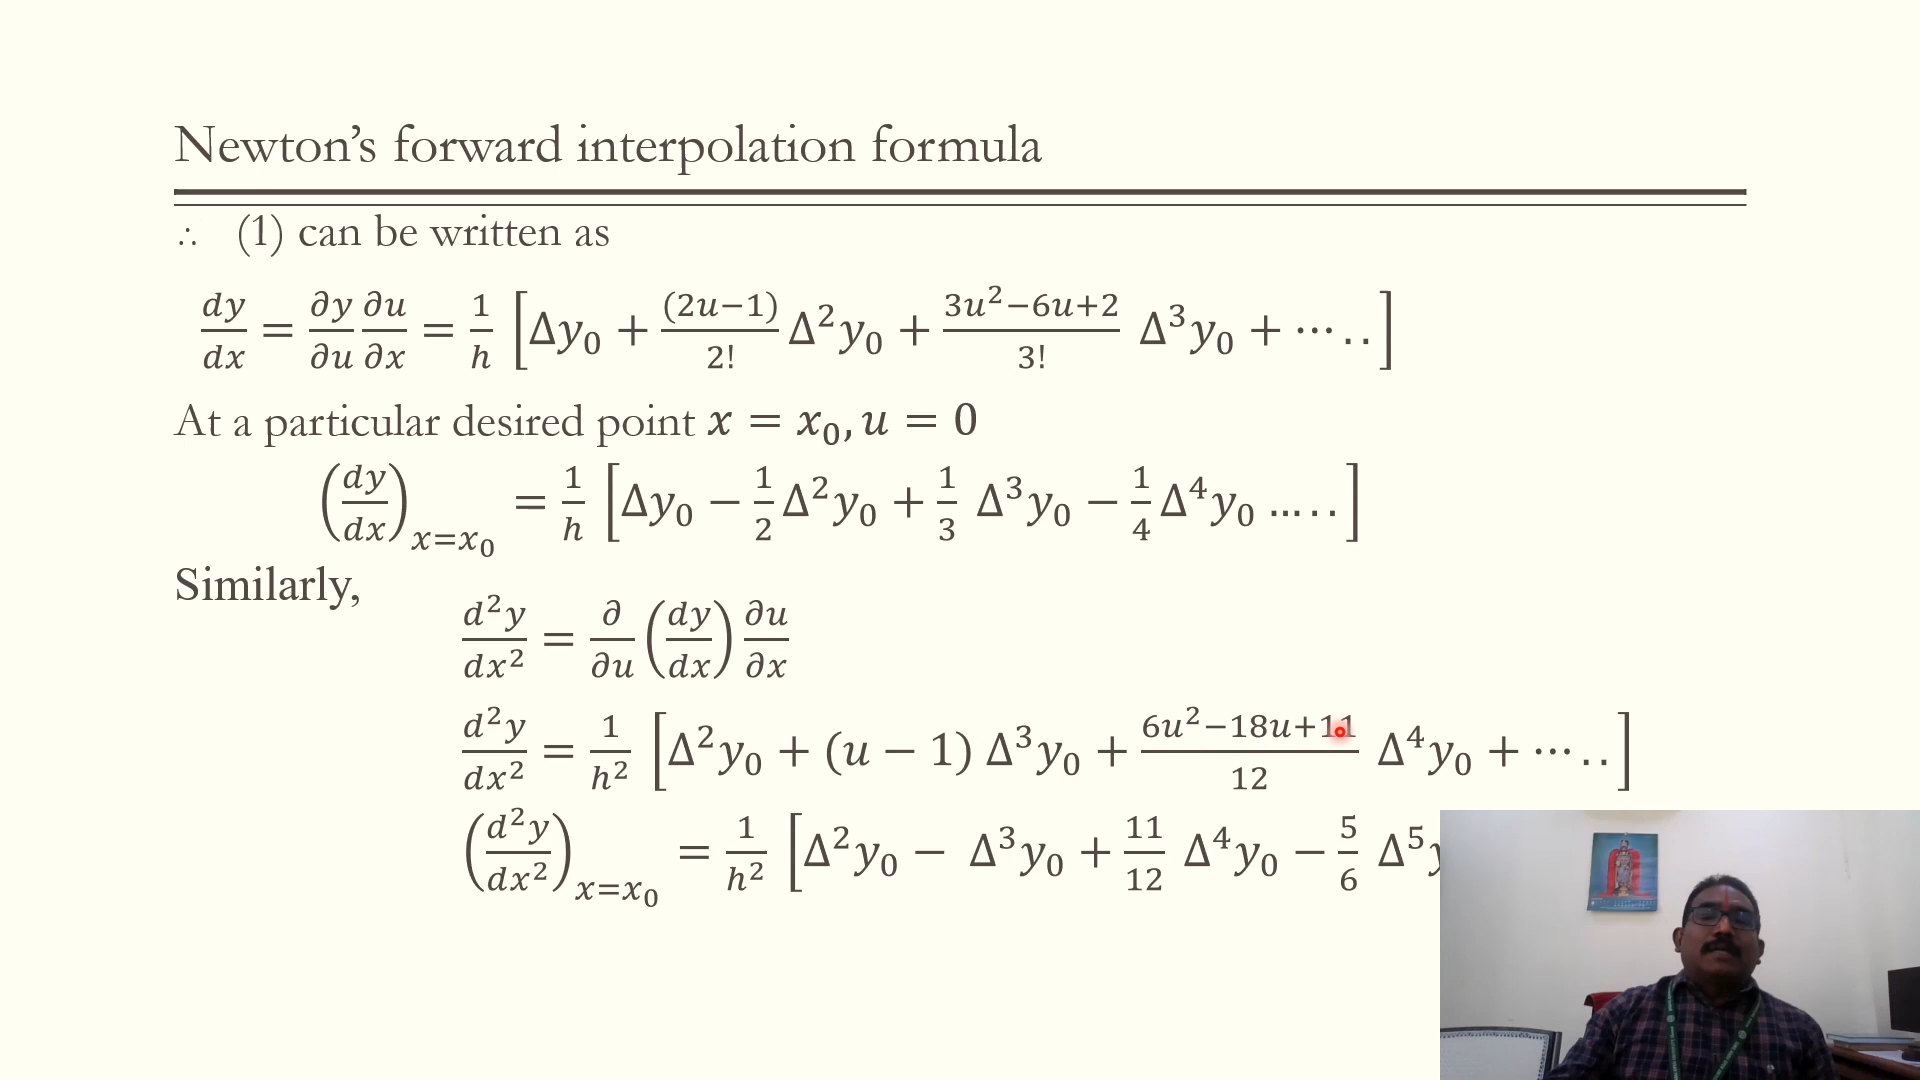 Newton’s forward interpolation formula
∴ (1) can be written as
dy/dx = ∂y/∂u ∂u/∂x = 1/h [Δy₀ + (2u−1)/2! Δ²y₀ + 3u²−6u+2/3! Δ³y₀ + ⋯ . .]
At a particular desired point x = x₀, u = 0
(dy/dx)ₓ₌ₓ₀ = 1/h [Δy₀ − 1/2 Δ²y₀ + 1/3 Δ³y₀ − 1/4 Δ⁴y₀ … . .]
Similarly,
d²y/dx² = ∂/∂u (dy/dx) ∂u/∂x
d²y/dx² = 1/h² [Δ²y₀ + (u − 1) Δ³y₀ + 6u²−18u+11/12 Δ⁴y₀ + ⋯ . .]
(d²y/dx²)ₓ₌ₓ₀ = 1/h² [Δ²y₀ − Δ³y₀ + 11/12 Δ⁴y₀ − 5/6 Δ⁵y